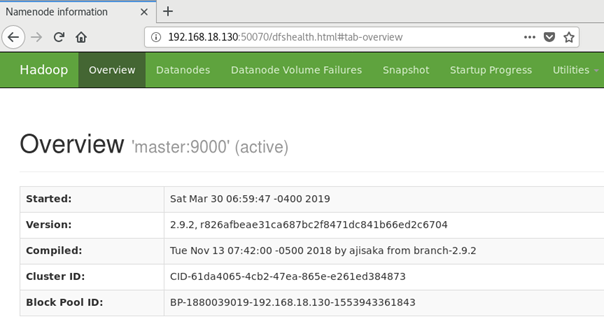 Namenode information
192.168.18.130:50070/dfshealth.html#tab-overview
Hadoop Overview Datanodes Datanode Volume Failures Snapshot Startup Progress Utilities
Overview 'master:9000' (active)
Started: Sat Mar 30 06:59:47 -0400 2019
Version: 2.9.2, r826afbeae31ca687bc2f8471dc841b66ed2c6704
Compiled: Tue Nov 13 07:42:00 -0500 2018 by ajisaka from branch-2.9.2
Cluster ID: CID-61da4065-4cb2-47ea-865e-e261ed384873
Block Pool ID: BP-1880039019-192.168.18.130-1553943361843